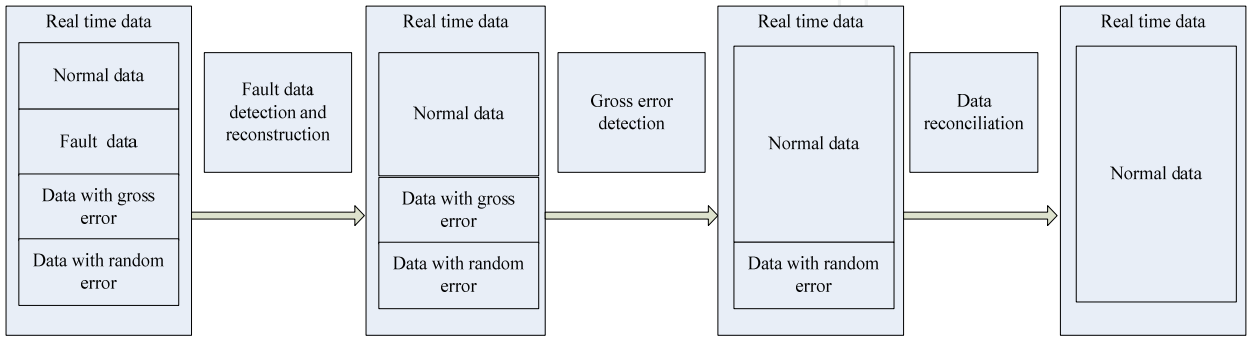 Real time data
Normal data
Fault data
Data with gross
error
Data with random
error
Fault data
detection and
reconstruction
Real time data
Normal data
Data with gross
error
Data with random
error
Gross error
detection
Real time data
Normal data
Data with random
error
Data
reconciliation
Real time data
Normal data